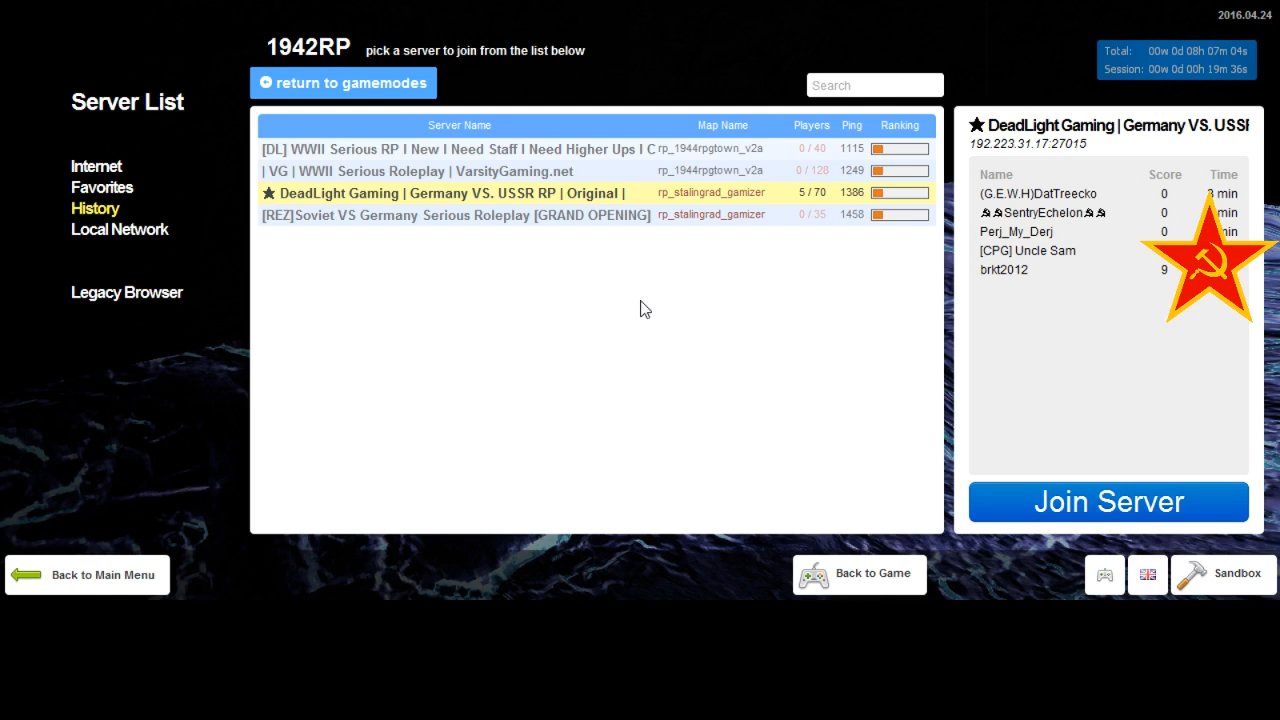 2016.04.24
1942RP pick a server to join from the list below
Total: 00w 0d 08h 07m 04s
Session: 00w 0d 00h 19m 36s
return to gamemodes
Search
Server List
Internet
Favorites
History
Local Network
Legacy Browser
Server Name Map Name Players Ping Ranking
[DL] WWII Serious RP I New I Need Staff I Need Higher Ups I C rp_1944rpgtown_v2a 0 / 40 1115
| VG | WWII Serious Roleplay | VarsityGaming.net rp_1944rpgtown_v2a 0 / 128 1249
★ DeadLight Gaming | Germany VS. USSR RP | Original | rp_stalingrad_gamizer 5 / 70 1386
[REZ]Soviet VS Germany Serious Roleplay [GRAND OPENING] rp_stalingrad_gamizer 0 / 35 1458
★ DeadLight Gaming | Germany VS. USSR
192.223.31.17:27015
Name Score Time
(G.E.W.H)DatTreecko 0 3 min
☭☭SentryEchelon☭☭ 0 min
Perj_My_Derj 0 min
[CPG] Uncle Sam
brkt2012 9
Join Server
Back to Main Menu
Back to Game
Sandbox